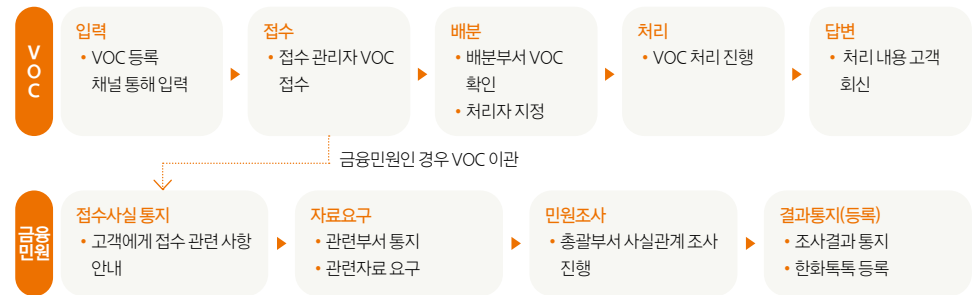 VOC
입력
• VOC 등록
채널 통해 입력
접수
• 접수 관리자 VOC
접수
배분
• 배분부서 VOC
확인
• 처리자 지정
처리
• VOC 처리 진행
답변
• 처리 내용 고객
회신
금융민원인 경우 VOC 이관
금융
민원
접수사실 통지
• 고객에게 접수 관련 사항
안내
자료요구
• 관련부서 통지
• 관련자료 요구
민원조사
• 총괄부서 사실관계 조사
진행
결과통지(등록)
• 조사결과 통지
• 한화톡톡 등록